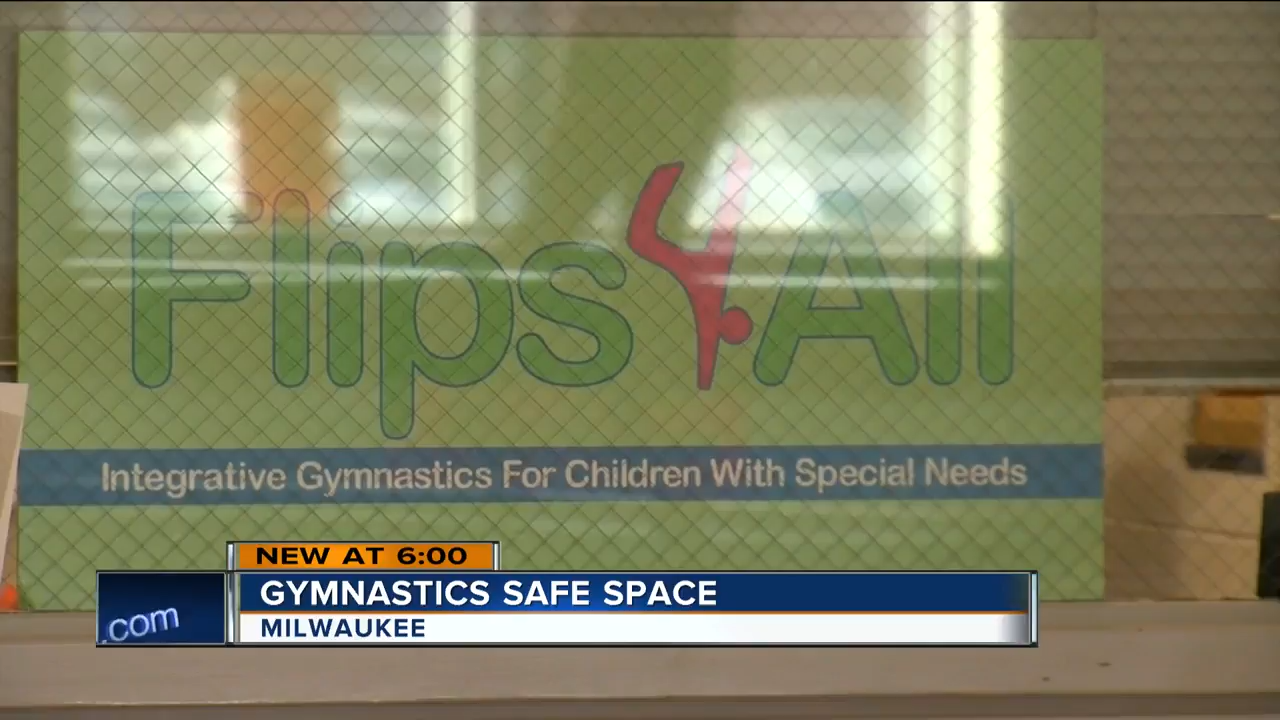 Flips4All
Integrative Gymnastics For Children With Special Needs
NEW AT 6:00
GYMNASTICS SAFE SPACE
.com
MILWAUKEE